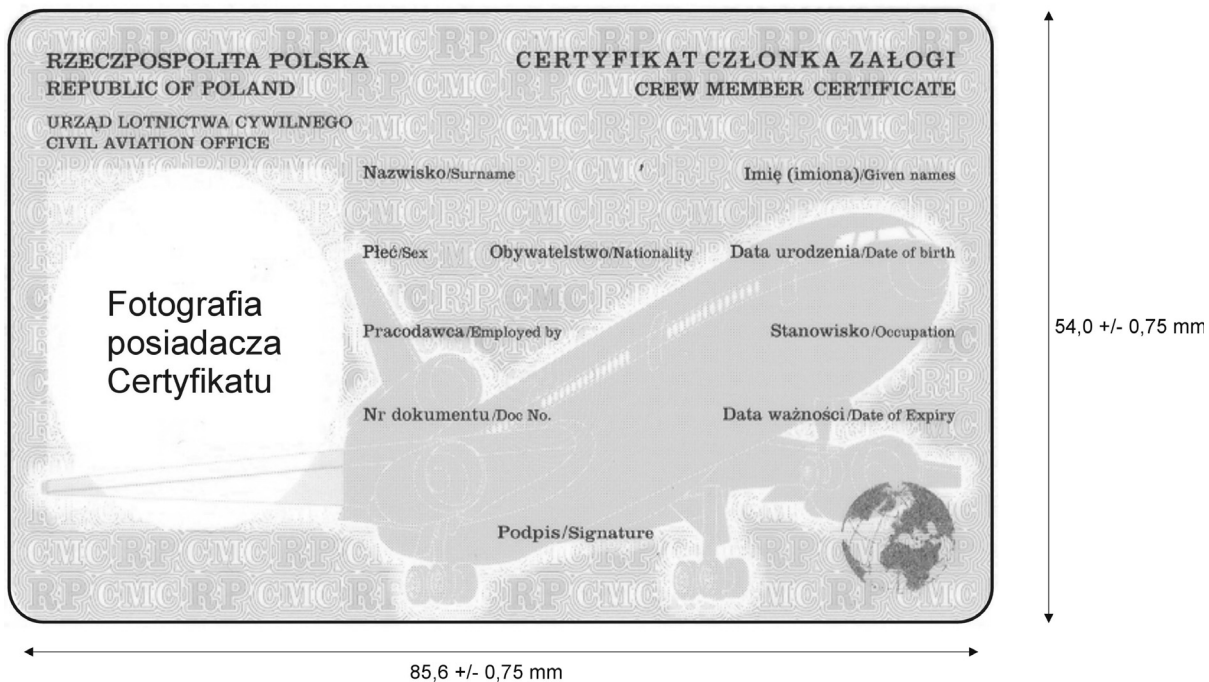 RZECZPOSPOLITA POLSKA
REPUBLIC OF POLAND
URZĄD LOTNICTWA CYWILNEGO
CIVIL AVIATION OFFICE
CERTYFIKAT CZŁONKA ZAŁOGI
CREW MEMBER CERTIFICATE
Nazwisko/Surname
Imię (imiona)/Given names
Płeć/Sex
Obywatelstwo/Nationality
Data urodzenia/Date of birth
Fotografia
posiadacza
Certyfikatu
Pracodawca/Employed by
Stanowisko/Occupation
Nr dokumentu/Doc No.
Data ważności/Date of Expiry
Podpis/Signature
54,0 +/- 0,75 mm
85,6 +/- 0,75 mm